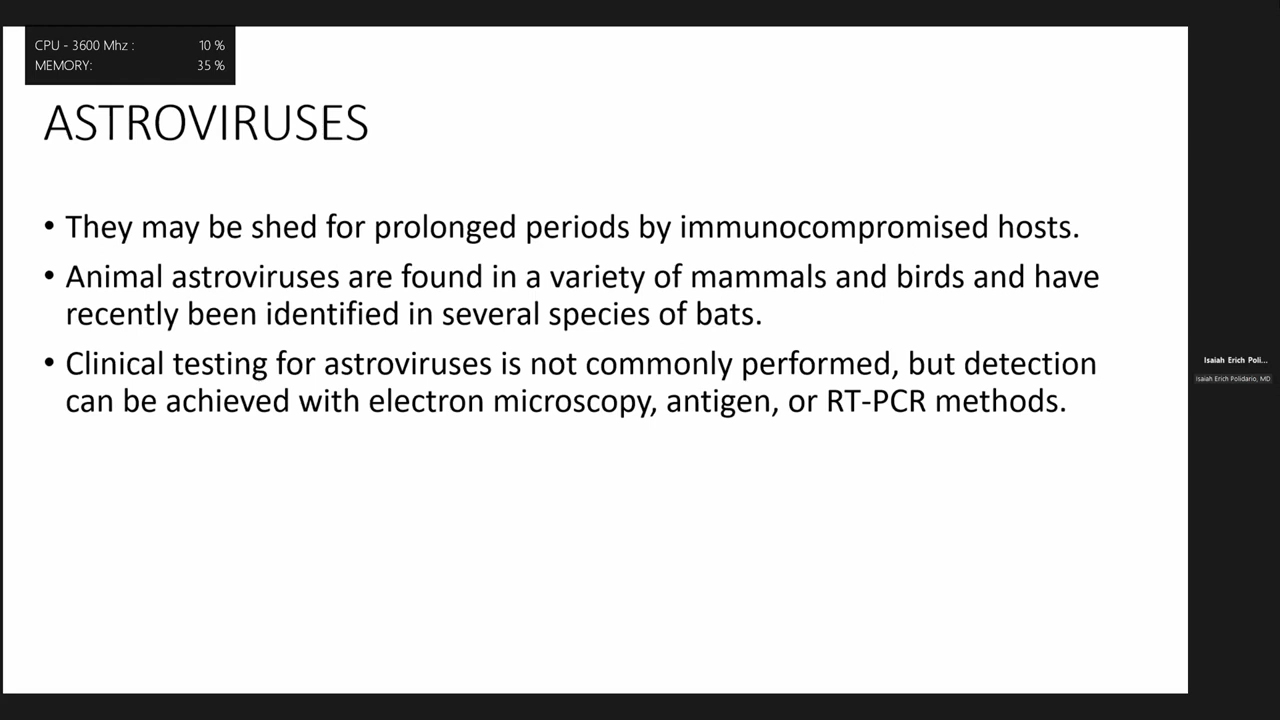 CPU - 3600 Mhz : 10 %
MEMORY: 35 %
ASTROVIRUSES
• They may be shed for prolonged periods by immunocompromised hosts.
• Animal astroviruses are found in a variety of mammals and birds and have
recently been identified in several species of bats.
• Clinical testing for astroviruses is not commonly performed, but detection
can be achieved with electron microscopy, antigen, or RT-PCR methods.
Isaiah Erich Poli...
Isaiah Erich Polidario, MD